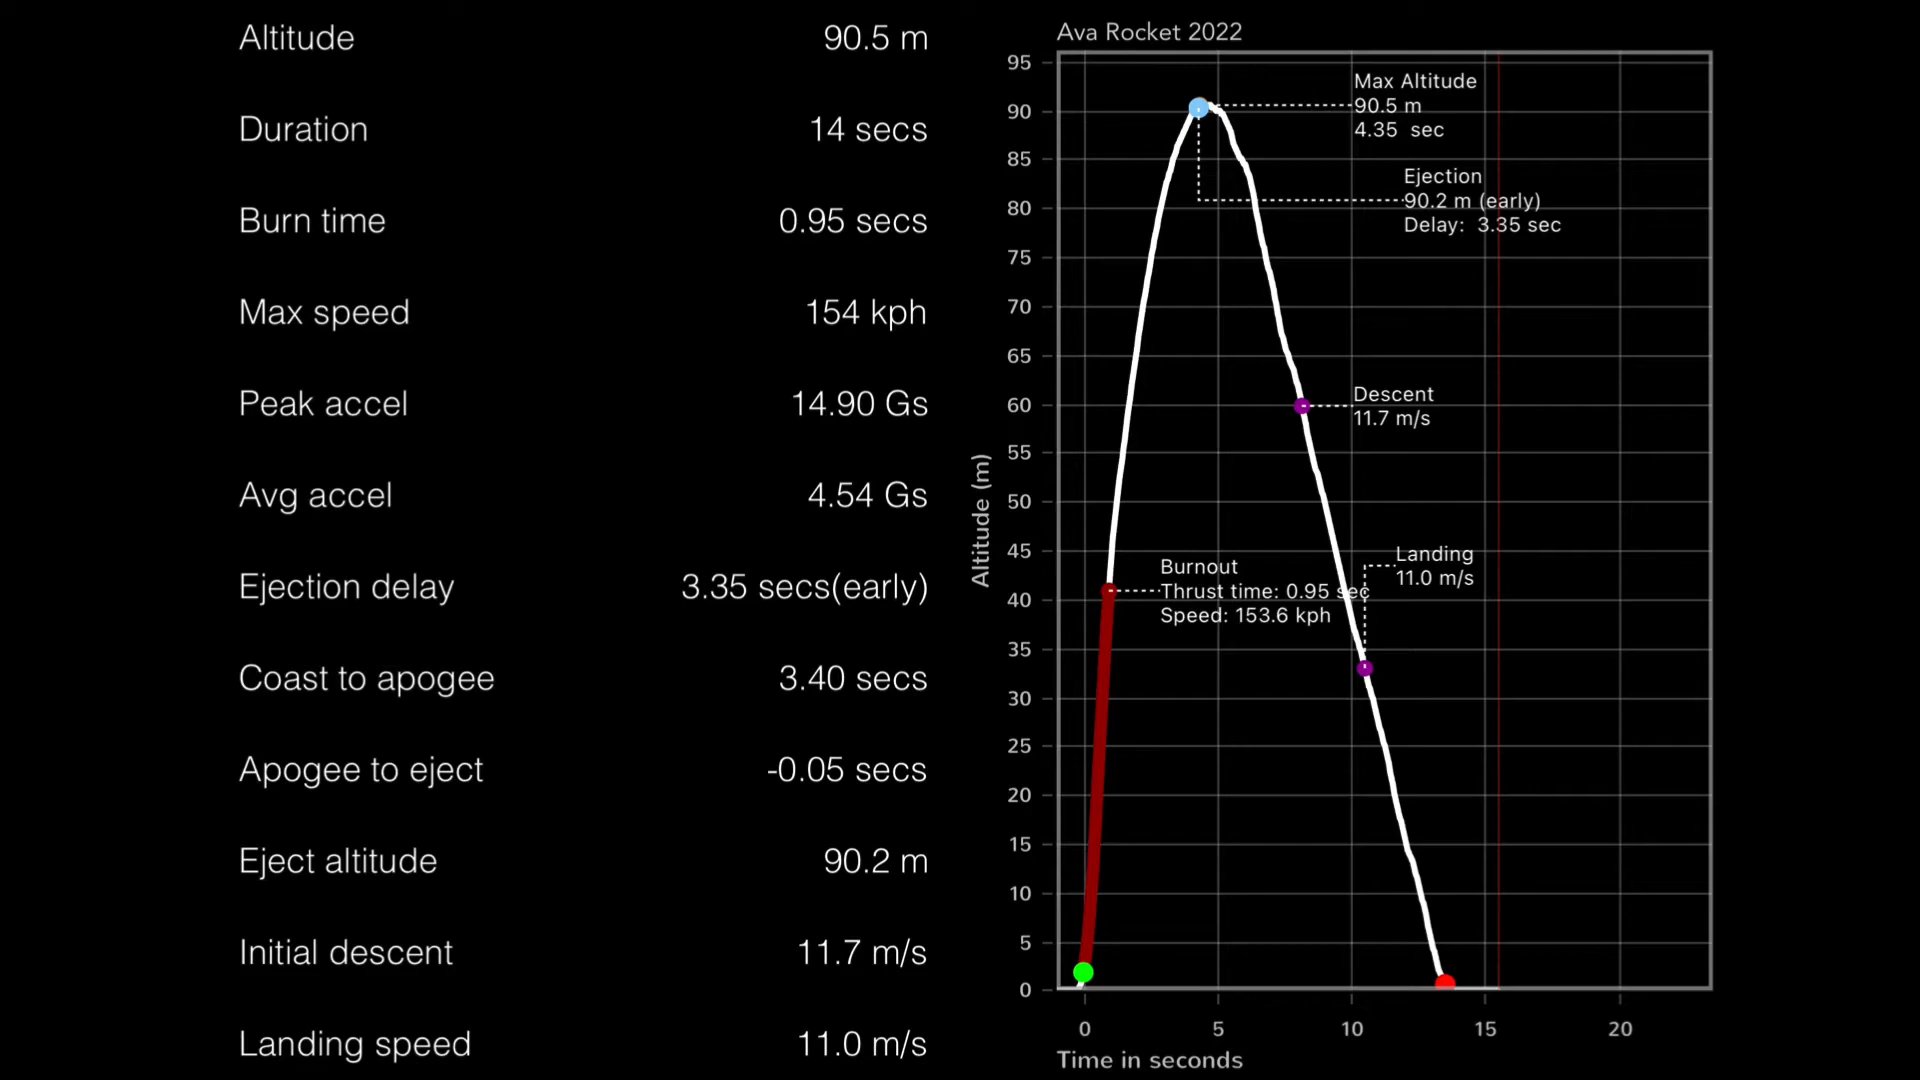 Altitude 90.5 m
Duration 14 secs
Burn time 0.95 secs
Max speed 154 kph
Peak accel 14.90 Gs
Avg accel 4.54 Gs
Ejection delay 3.35 secs(early)
Coast to apogee 3.40 secs
Apogee to eject -0.05 secs
Eject altitude 90.2 m
Initial descent 11.7 m/s
Landing speed 11.0 m/s
Ava Rocket 2022
95
90
85
80
75
70
65
60
55
50
45
40
35
30
25
20
15
10
5
0
Altitude (m)
Max Altitude
90.5 m
4.35 sec
Ejection
90.2 m (early)
Delay: 3.35 sec
Descent
11.7 m/s
Landing
11.0 m/s
Burnout
Thrust time: 0.95 sec
Speed: 153.6 kph
0 5 10 15 20
Time in seconds